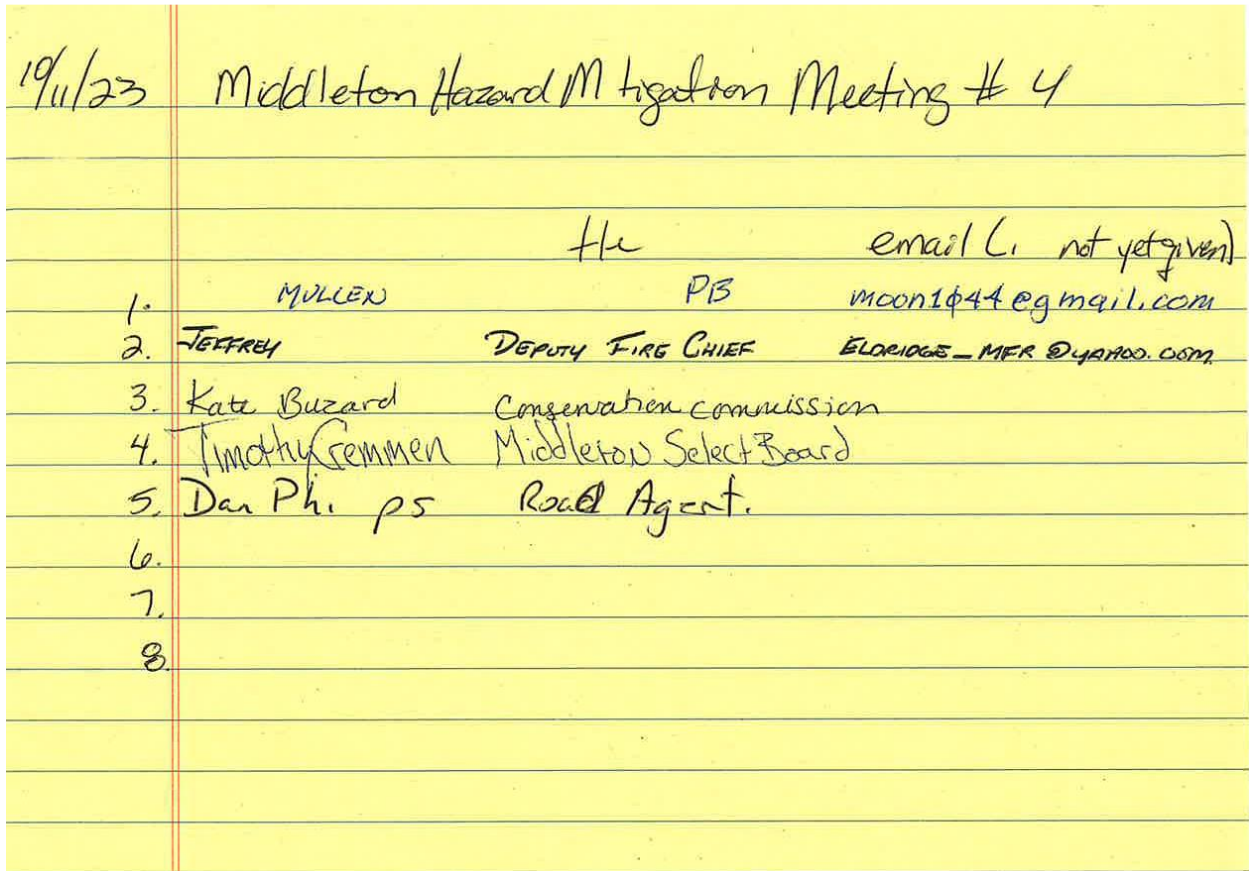 10/11/23 Middleton Hazard M tigation Meeting # 4
tle email (. not yet given)
1. MULLEN PB moon1044@gmail.com
2. JEFFREY DEPUTY FIRE CHIEF ELDRIDGE_MFR@YAHOO.COM
3. Kate Buzard Conservation commission
4. Timothy Cremmen Middleton Select Board
5. Dan Ph. ps Road Agent.
6.
7.
8.